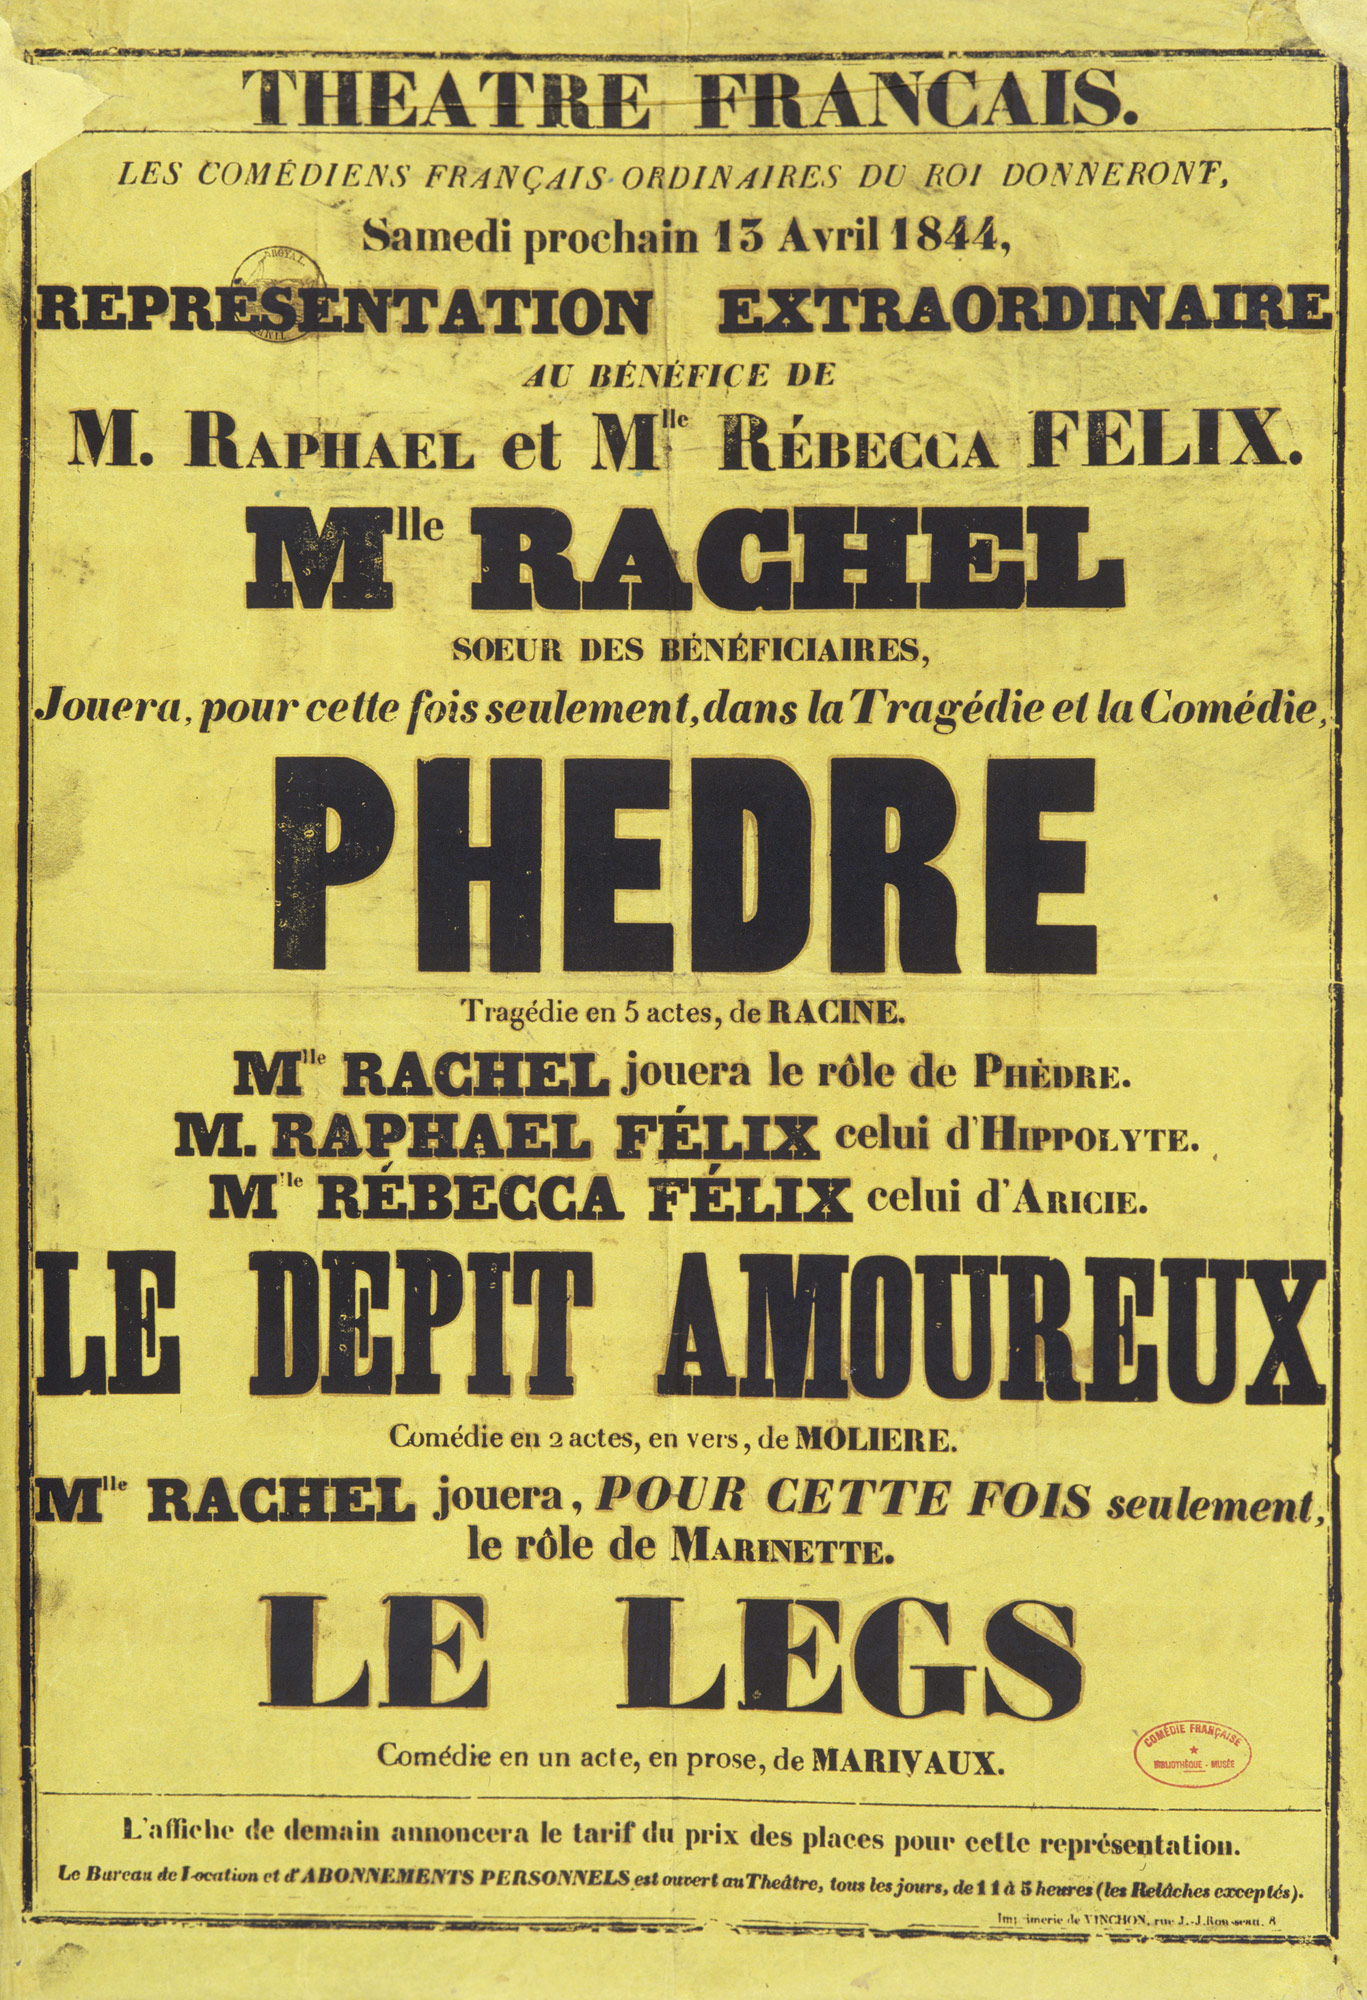 THEATRE FRANCAIS.
LES COMÉDIENS FRANÇAIS ORDINAIRES DU ROI DONNERONT,
Samedi prochain 13 Avril 1844,
ROYAL
REPRÉSENTATION EXTRAORDINAIRE
AU BÉNÉFICE DE
M. RAPHAEL et Mlle RÉBECCA FELIX.
Mlle RACHEL
SOEUR DES BÉNÉFICIAIRES,
Jouera, pour cette fois seulement, dans la Tragédie et la Comédie,
PHEDRE
Tragédie en 5 actes, de RACINE.
Mlle RACHEL jouera le rôle de PHÈDRE.
M. RAPHAEL FÉLIX celui d'HIPPOLYTE.
Mlle RÉBECCA FÉLIX celui d'ARICIE.
LE DEPIT AMOUREUX
Comédie en 2 actes, en vers, de MOLIERE.
Mlle RACHEL jouera, POUR CETTE FOIS seulement,
le rôle de MARINETTE.
LE LEGS
Comédie en un acte, en prose, de MARIVAUX.
COMÉDIE FRANÇAISE
BIBLIOTHÈQUE - MUSÉE
L'affiche de demain annoncera le tarif du prix des places pour cette représentation.
Le Bureau de Location et d'ABONNEMENTS PERSONNELS est ouvert au Theâtre, tous les jours, de 11 à 5 heures (les Relâches exceptés).
Imprimerie de VINCHON, rue J.-J. Rousseau, 8